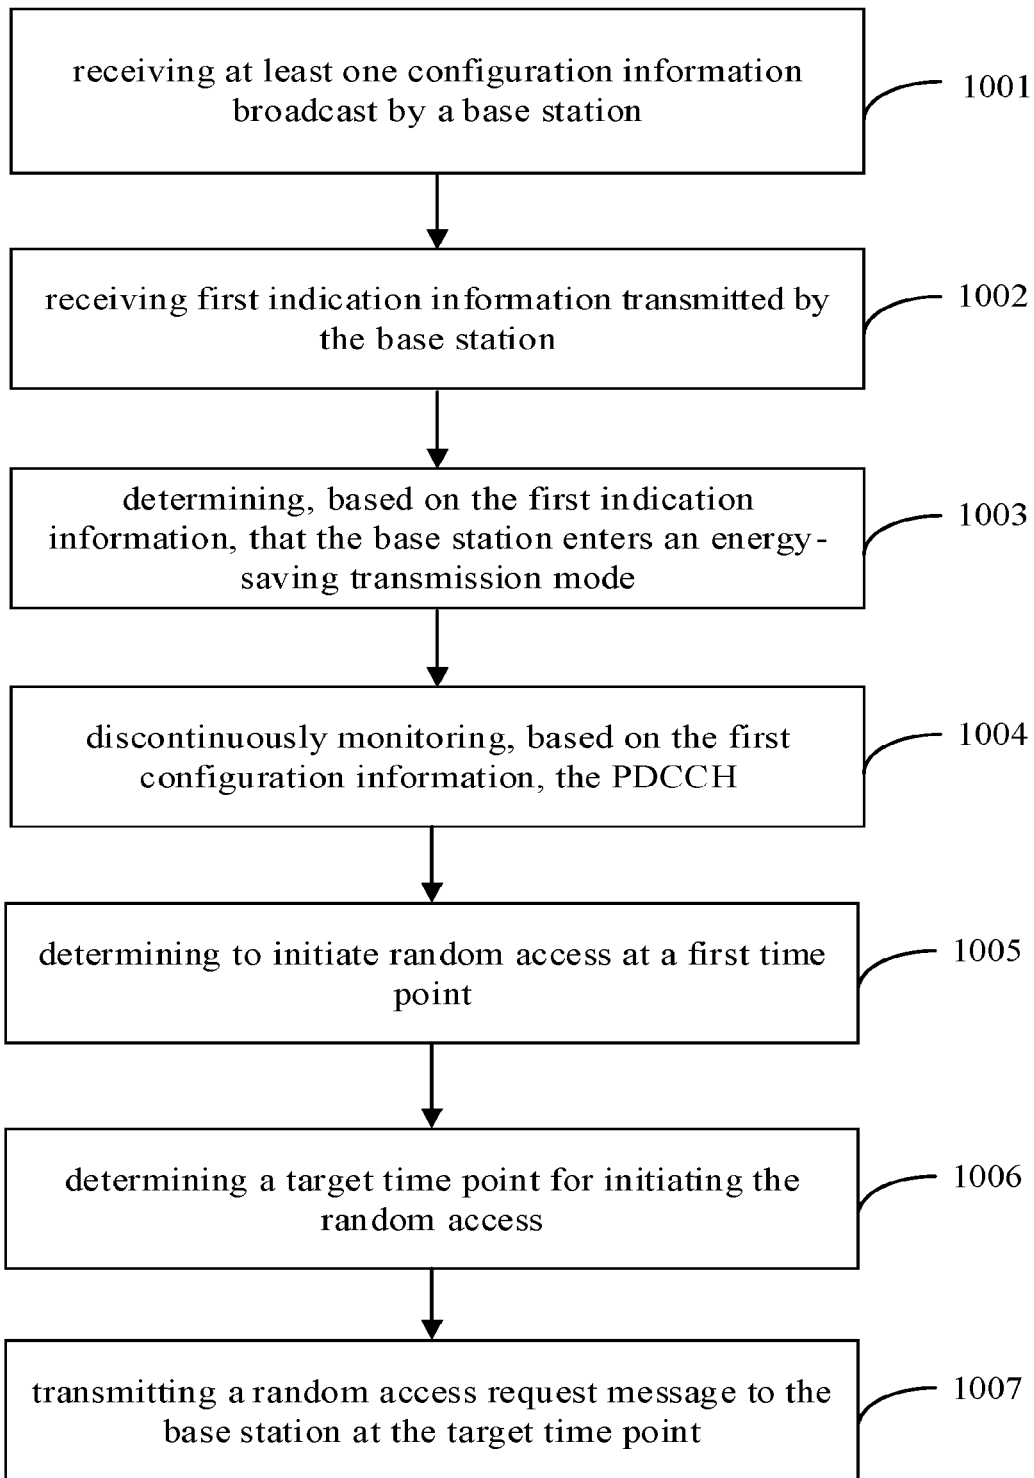 receiving at least one configuration information
broadcast by a base station
1001
receiving first indication information transmitted by
the base station
1002
determining, based on the first indication
information, that the base station enters an energy-
saving transmission mode
1003
discontinuously monitoring, based on the first
configuration information, the PDCCH
1004
determining to initiate random access at a first time
point
1005
determining a target time point for initiating the
random access
1006
transmitting a random access request message to the
base station at the target time point
1007